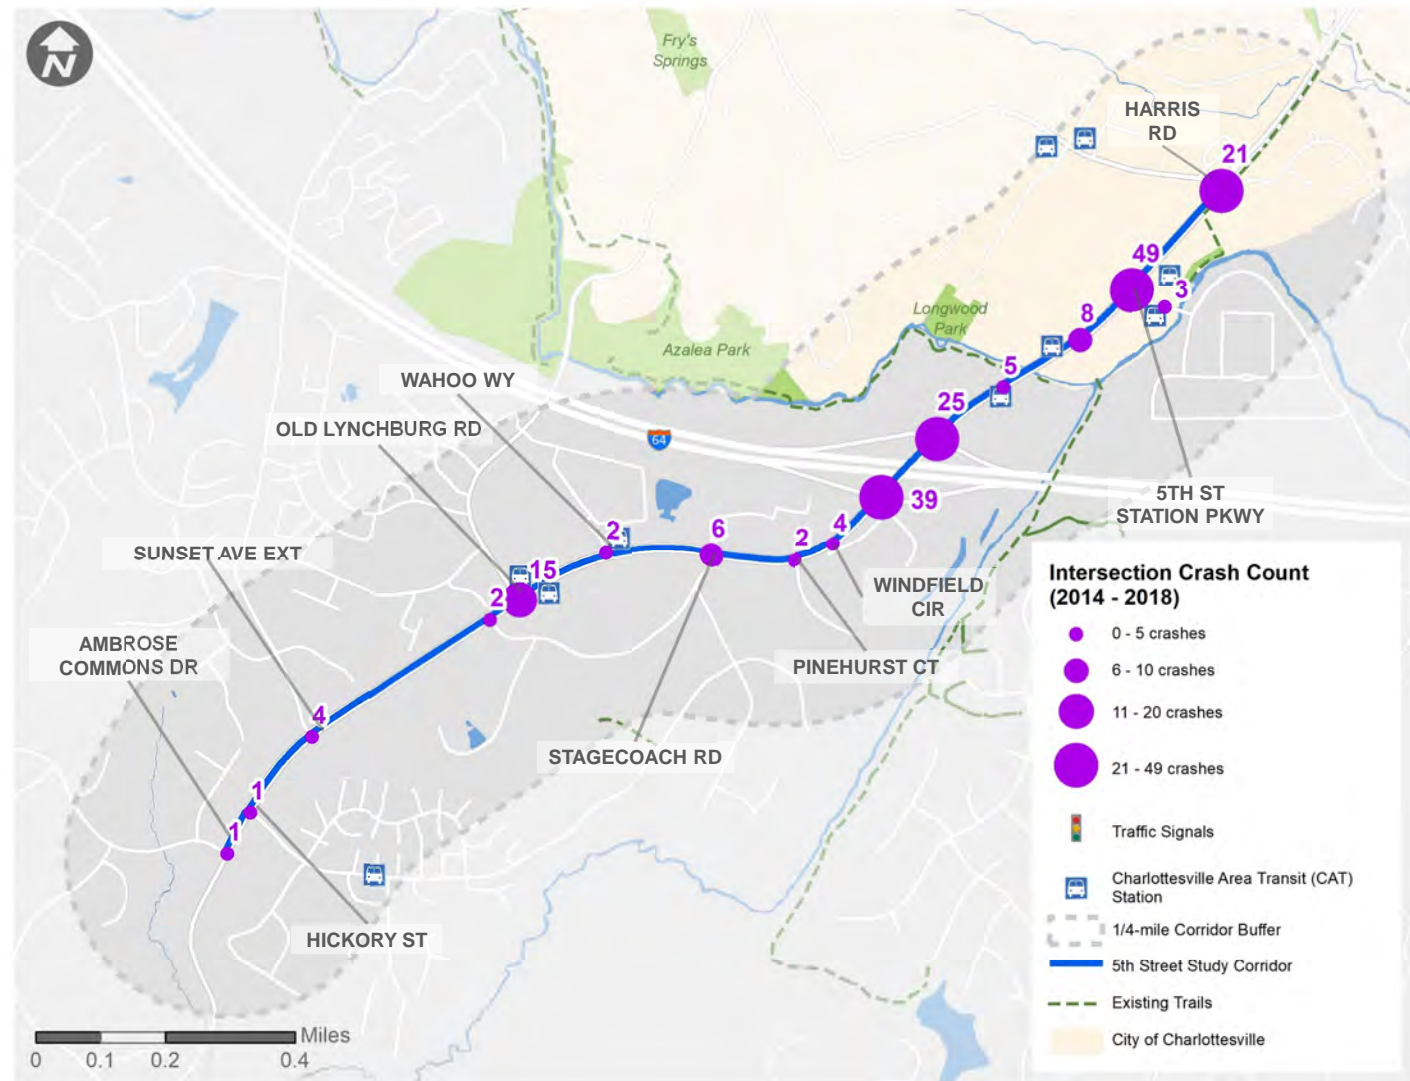 N
Fry's
Springs
HARRIS
RD
21
49
3
8
Longwood
Park
5
Azalea Park
WAHOO WY
25
OLD LYNCHBURG RD
64
39
5TH ST
STATION PKWY
2
6
2
4
SUNSET AVE EXT
15
2
WINDFIELD
CIR
AMBROSE
COMMONS DR
PINEHURST CT
4
STAGECOACH RD
1
1
HICKORY ST
Miles
0 0.1 0.2 0.4
Intersection Crash Count
(2014 - 2018)
0 - 5 crashes
6 - 10 crashes
11 - 20 crashes
21 - 49 crashes
Traffic Signals
Charlottesville Area Transit (CAT)
Station
1/4-mile Corridor Buffer
5th Street Study Corridor
Existing Trails
City of Charlottesville